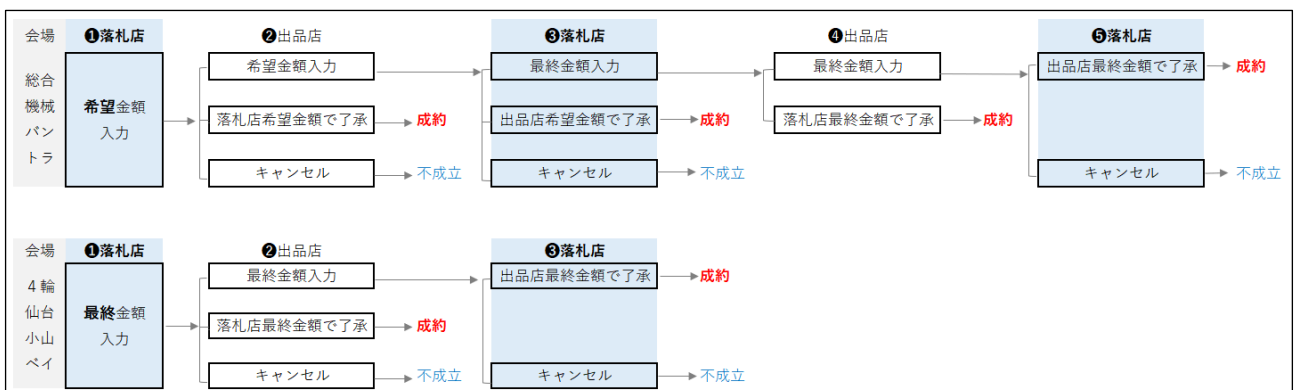 会場 ❶落札店 ❷出品店 ❸落札店 ❹出品店 ❺落札店
総合
機械
パン
トラ
希望金額
入力
希望金額入力
落札店希望金額で了承 成約
キャンセル 不成立
最終金額入力
出品店希望金額で了承 成約
キャンセル 不成立
最終金額入力
落札店最終金額で了承 成約
出品店最終金額で了承 成約
キャンセル 不成立
会場 ❶落札店 ❷出品店 ❸落札店
4輪
仙台
小山
ベイ
最終金額
入力
最終金額入力
落札店最終金額で了承 成約
キャンセル 不成立
出品店最終金額で了承 成約
キャンセル 不成立